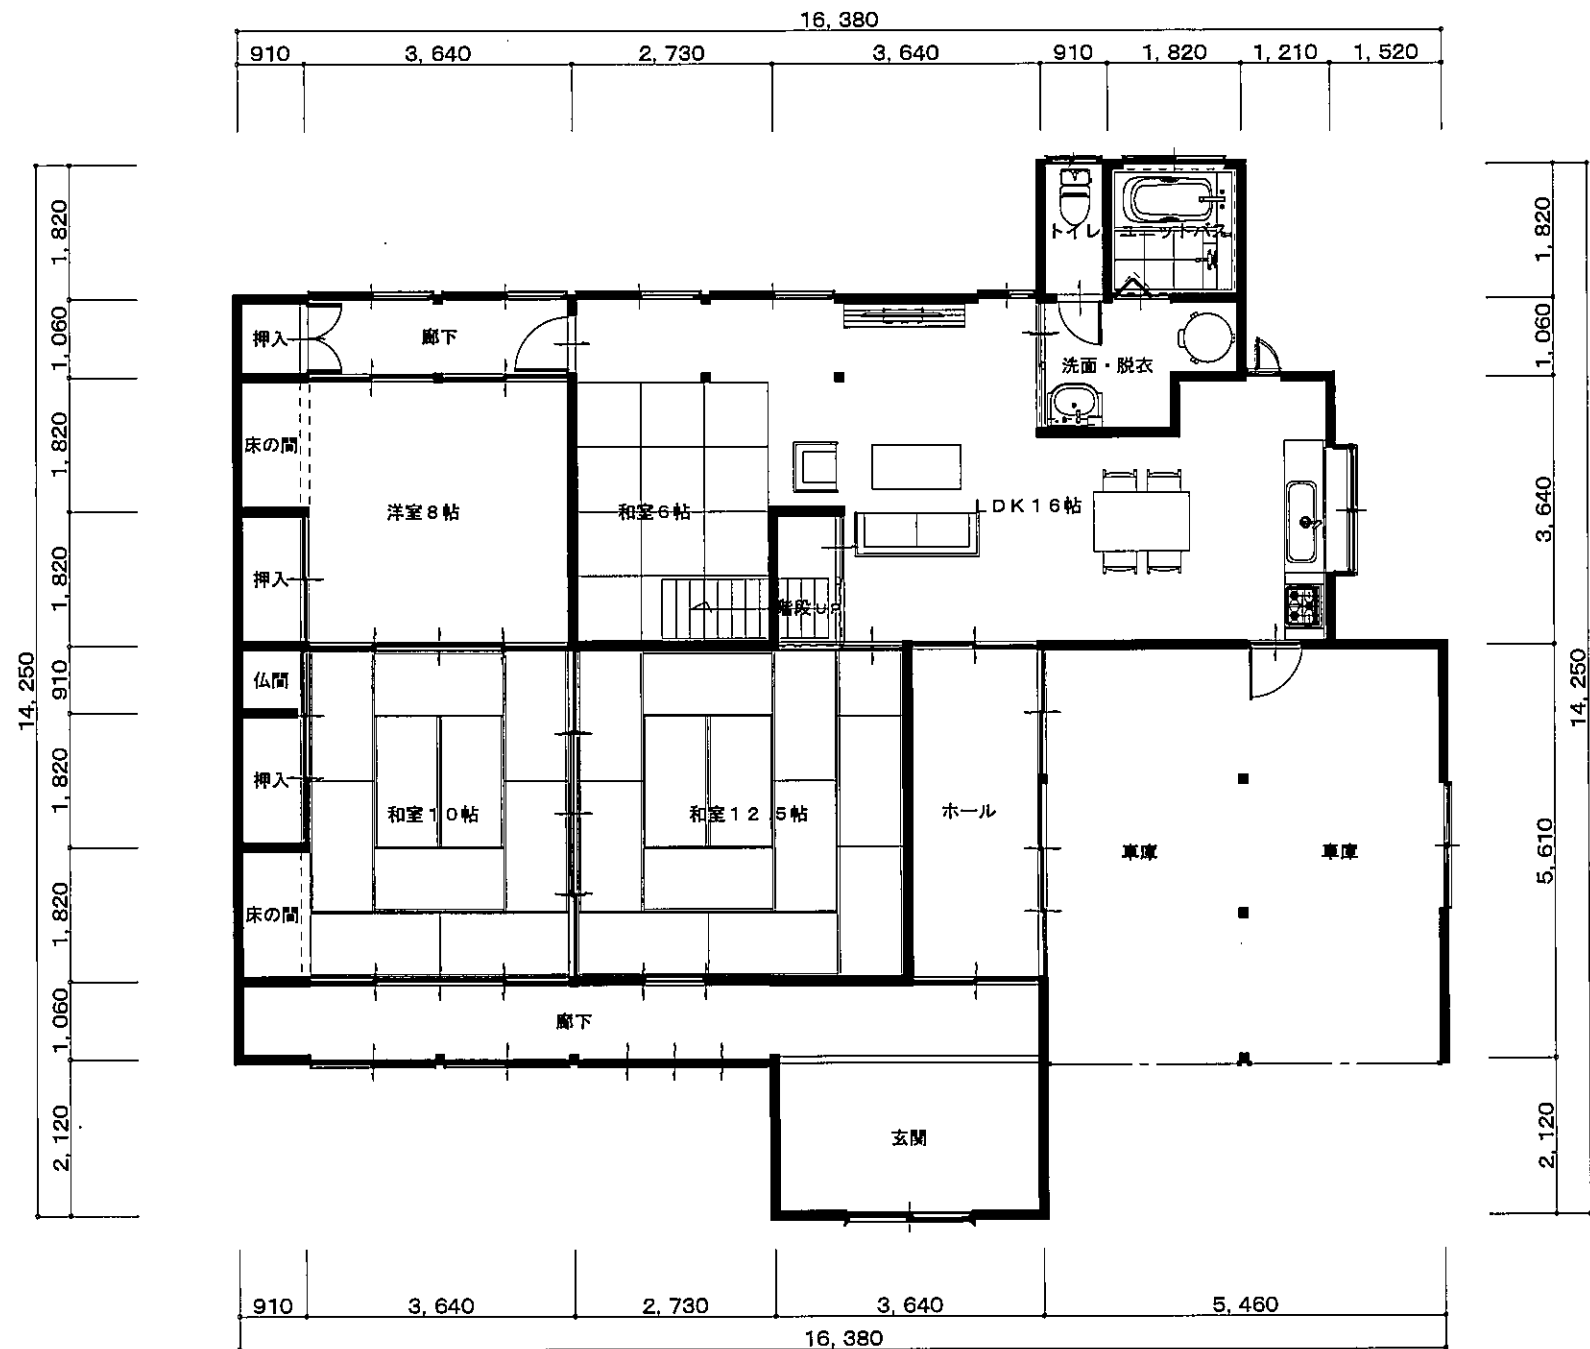 16,380
910
3,640
2,730
3,640
910
1,820
1,210
1,520
14,250
1,820
1,060
1,820
1,820
910
1,820
1,820
1,060
2,120
トイレ
ユニットバス
押入
廊下
洗面・脱衣
床の間
洋室8帖
和室6帖
LDK16帖
押入
階段UP
仏間
押入
和室10帖
和室12.5帖
ホール
車庫
車庫
床の間
廊下
玄関
1,820
1,060
3,640
5,610
2,120
14,250
910
3,640
2,730
3,640
5,460
16,380